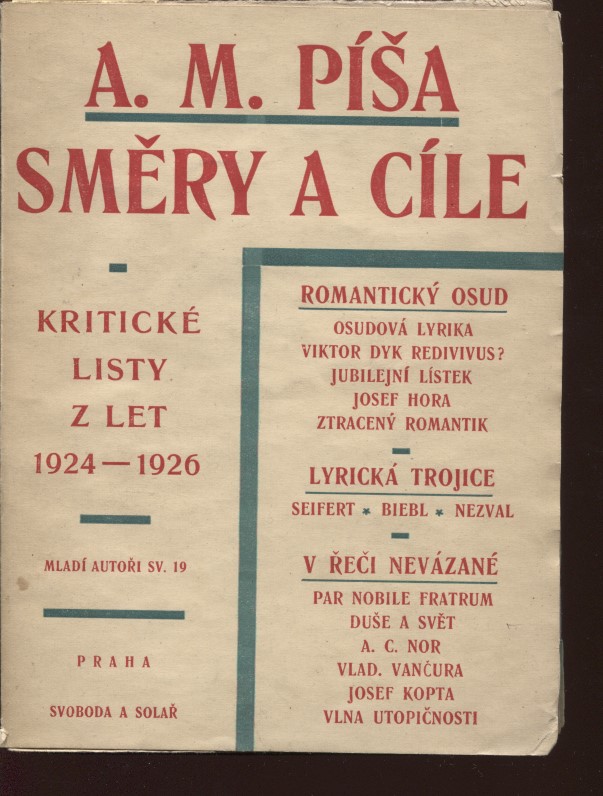 A. M. PÍŠA
SMĚRY A CÍLE
KRITICKÉ
LISTY
Z LET
1924—1926
MLADÍ AUTOŘI SV. 19
PRAHA
SVOBODA A SOLAŘ
ROMANTICKÝ OSUD
OSUDOVÁ LYRIKA
VIKTOR DYK REDIVIVUS?
JUBILEJNÍ LÍSTEK
JOSEF HORA
ZTRACENÝ ROMANTIK
LYRICKÁ TROJICE
SEIFERT * BIEBL * NEZVAL
V ŘEČI NEVÁZANÉ
PAR NOBILE FRATRUM
DUŠE A SVĚT
A. C. NOR
VLAD. VANČURA
JOSEF KOPTA
VLNA UTOPIČNOSTI